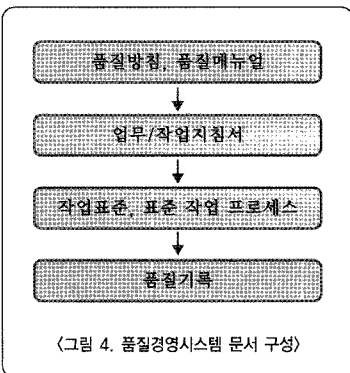 품질방침, 품질매뉴얼
업무/작업지침서
작업표준, 표준 작업 프로세스
품질기록
〈그림 4. 품질경영시스템 문서 구성〉